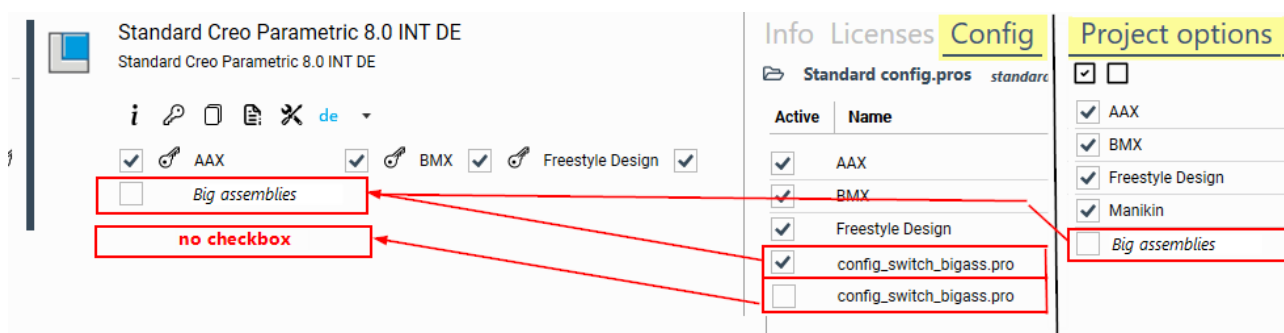 Standard Creo Parametric 8.0 INT DE
Standard Creo Parametric 8.0 INT DE
i de
AAX BMX Freestyle Design
Big assemblies
no checkbox
Info Licenses Config
Standard config.pros standard
Active Name
AAX
BMX
Freestyle Design
config_switch_bigass.pro
config_switch_bigass.pro
Project options
AAX
BMX
Freestyle Design
Manikin
Big assemblies